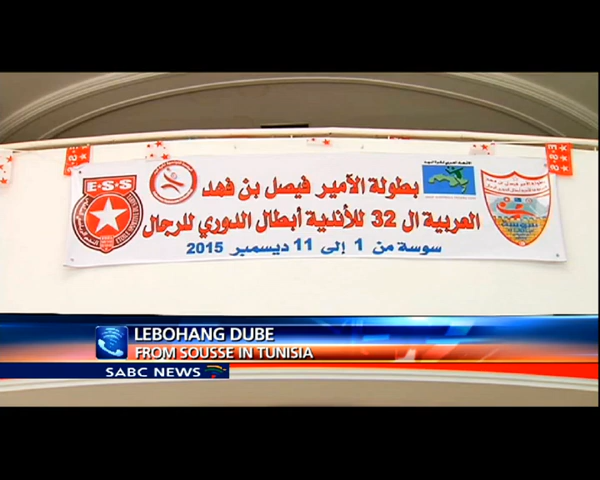 بطولة الأمير فيصل بن فهد
العربية ال 32 للأندية أبطال الدوري للرجال
سوسة من 1 إلى 11 ديسمبر 2015
E·S·S
LEBOHANG DUBE
FROM SOUSSE IN TUNISIA
SABC NEWS